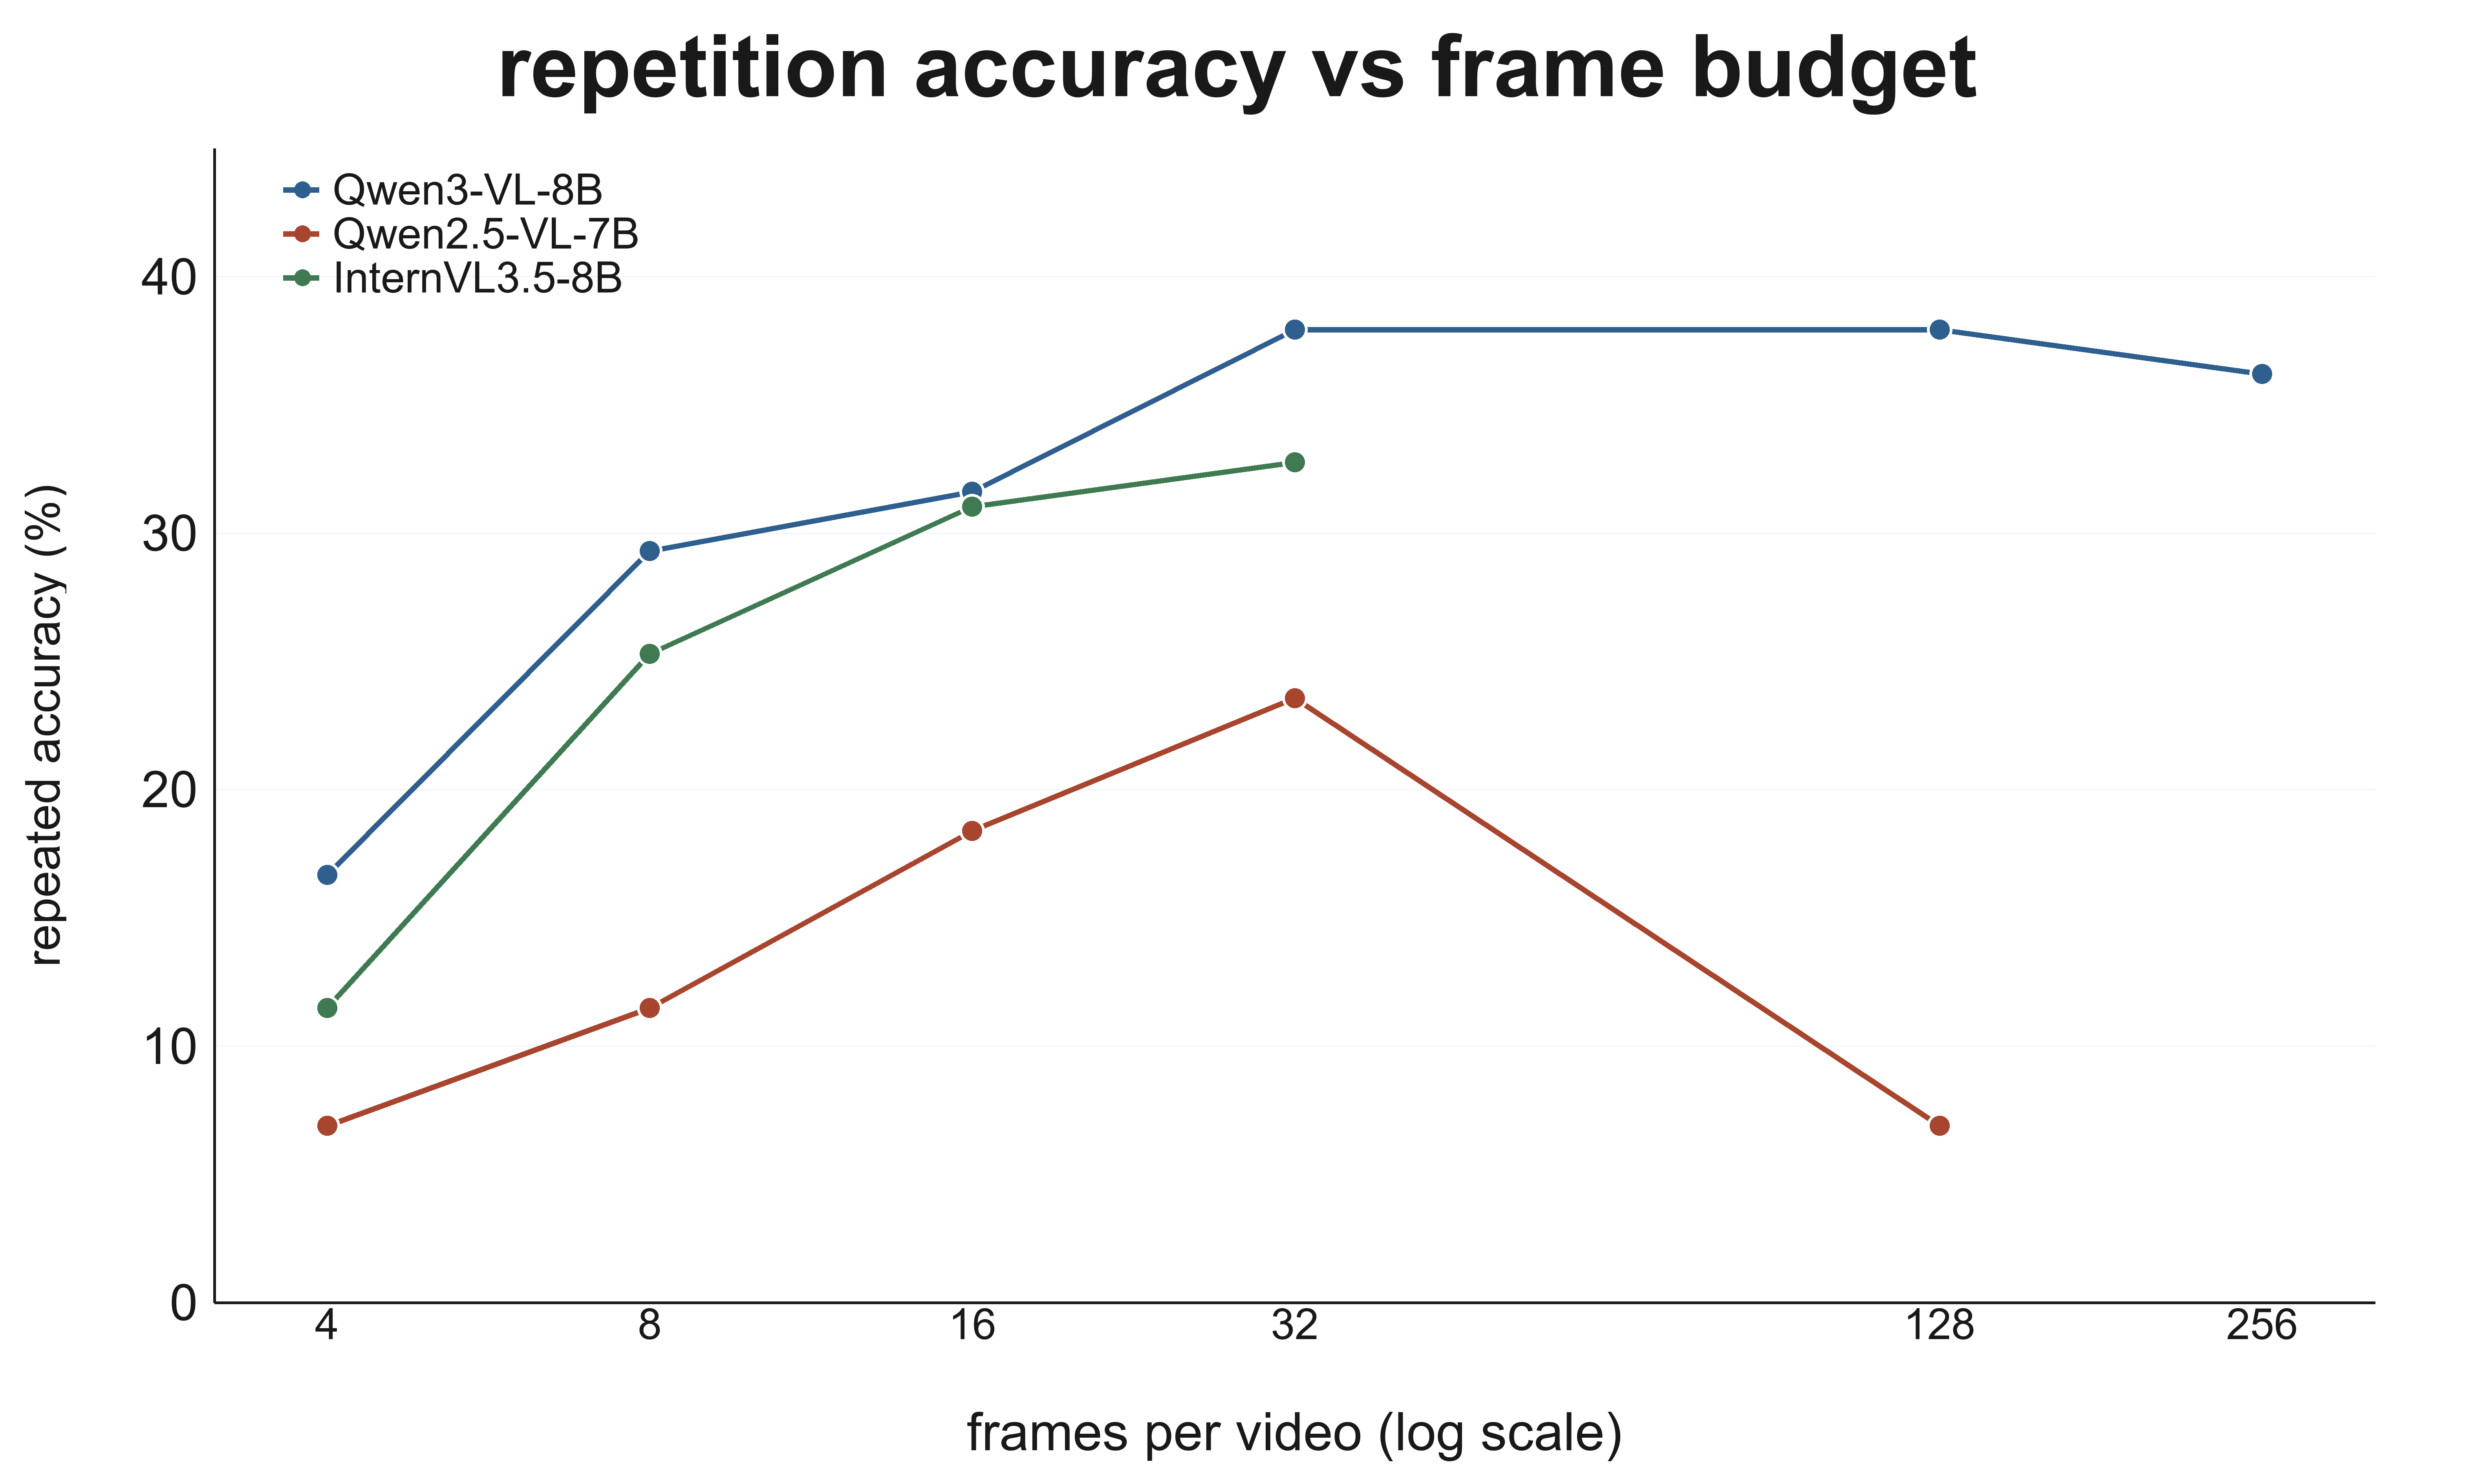 repetition accuracy vs frame budget
Qwen3-VL-8B
Qwen2.5-VL-7B
InternVL3.5-8B
40
30
20
10
0
repeated accuracy (%)
4 8 16 32 128 256
frames per video (log scale)